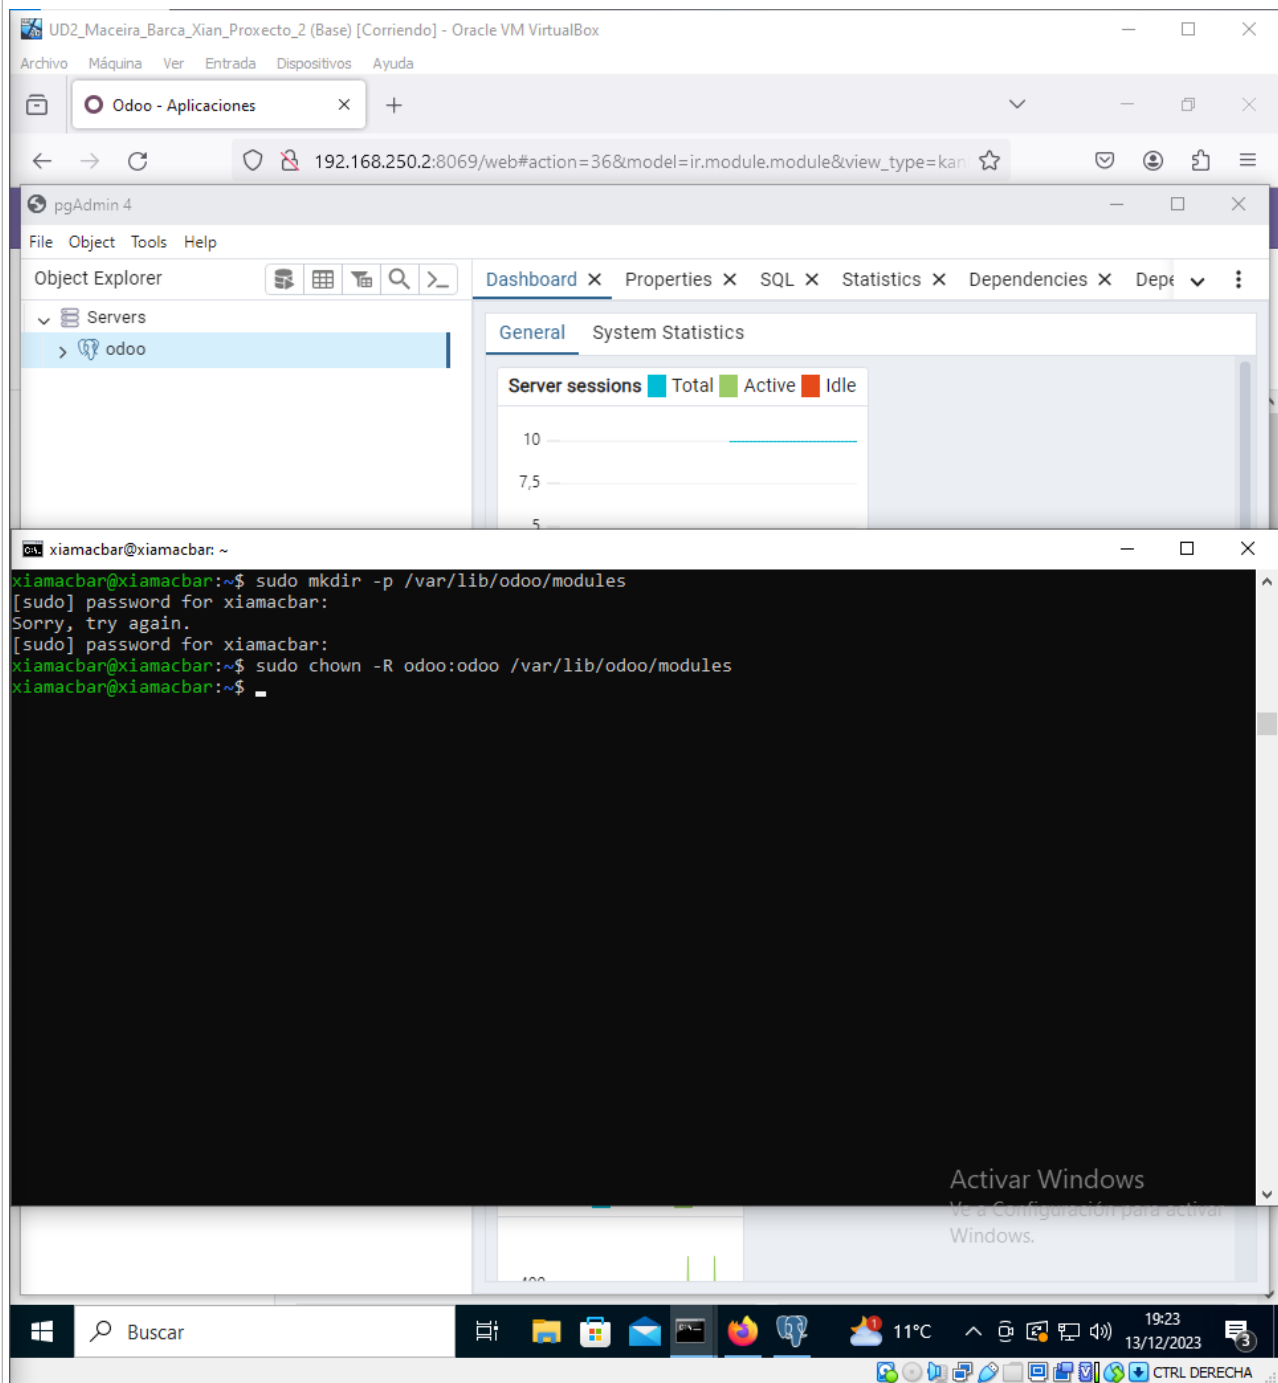 UD2_Maceira_Barca_Xian_Proxecto_2 (Base) [Corriendo] - Oracle VM VirtualBox
Archivo Máquina Ver Entrada Dispositivos Ayuda
Odoo - Aplicaciones
192.168.250.2:8069/web#action=36&model=ir.module.module&view_type=kan
pgAdmin 4
File Object Tools Help
Object Explorer
Dashboard Properties SQL Statistics Dependencies Depe
Servers
odoo
General System Statistics
Server sessions Total Active Idle
10
7,5
5
xiamacbar@xiamacbar: ~
xiamacbar@xiamacbar:~$ sudo mkdir -p /var/lib/odoo/modules
[sudo] password for xiamacbar:
Sorry, try again.
[sudo] password for xiamacbar:
xiamacbar@xiamacbar:~$ sudo chown -R odoo:odoo /var/lib/odoo/modules
xiamacbar@xiamacbar:~$
Activar Windows
Ve a Configuración para activar
Windows.
400
Buscar
11°C
19:23
13/12/2023
3
CTRL DERECHA